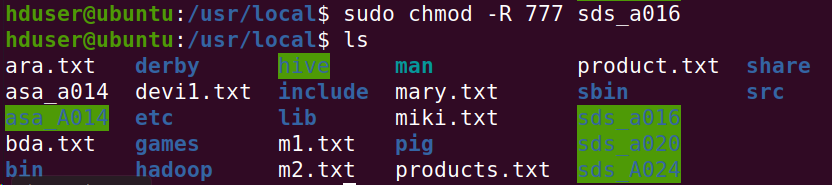 hduser@ubuntu:/usr/local$ sudo chmod -R 777 sds_a016
hduser@ubuntu:/usr/local$ ls
ara.txt derby hive man product.txt share
asa_a014 devi1.txt include mary.txt sbin src
asa_A014 etc lib miki.txt sds_a016
bda.txt games m1.txt pig sds_a020
bin hadoop m2.txt products.txt sds_A024